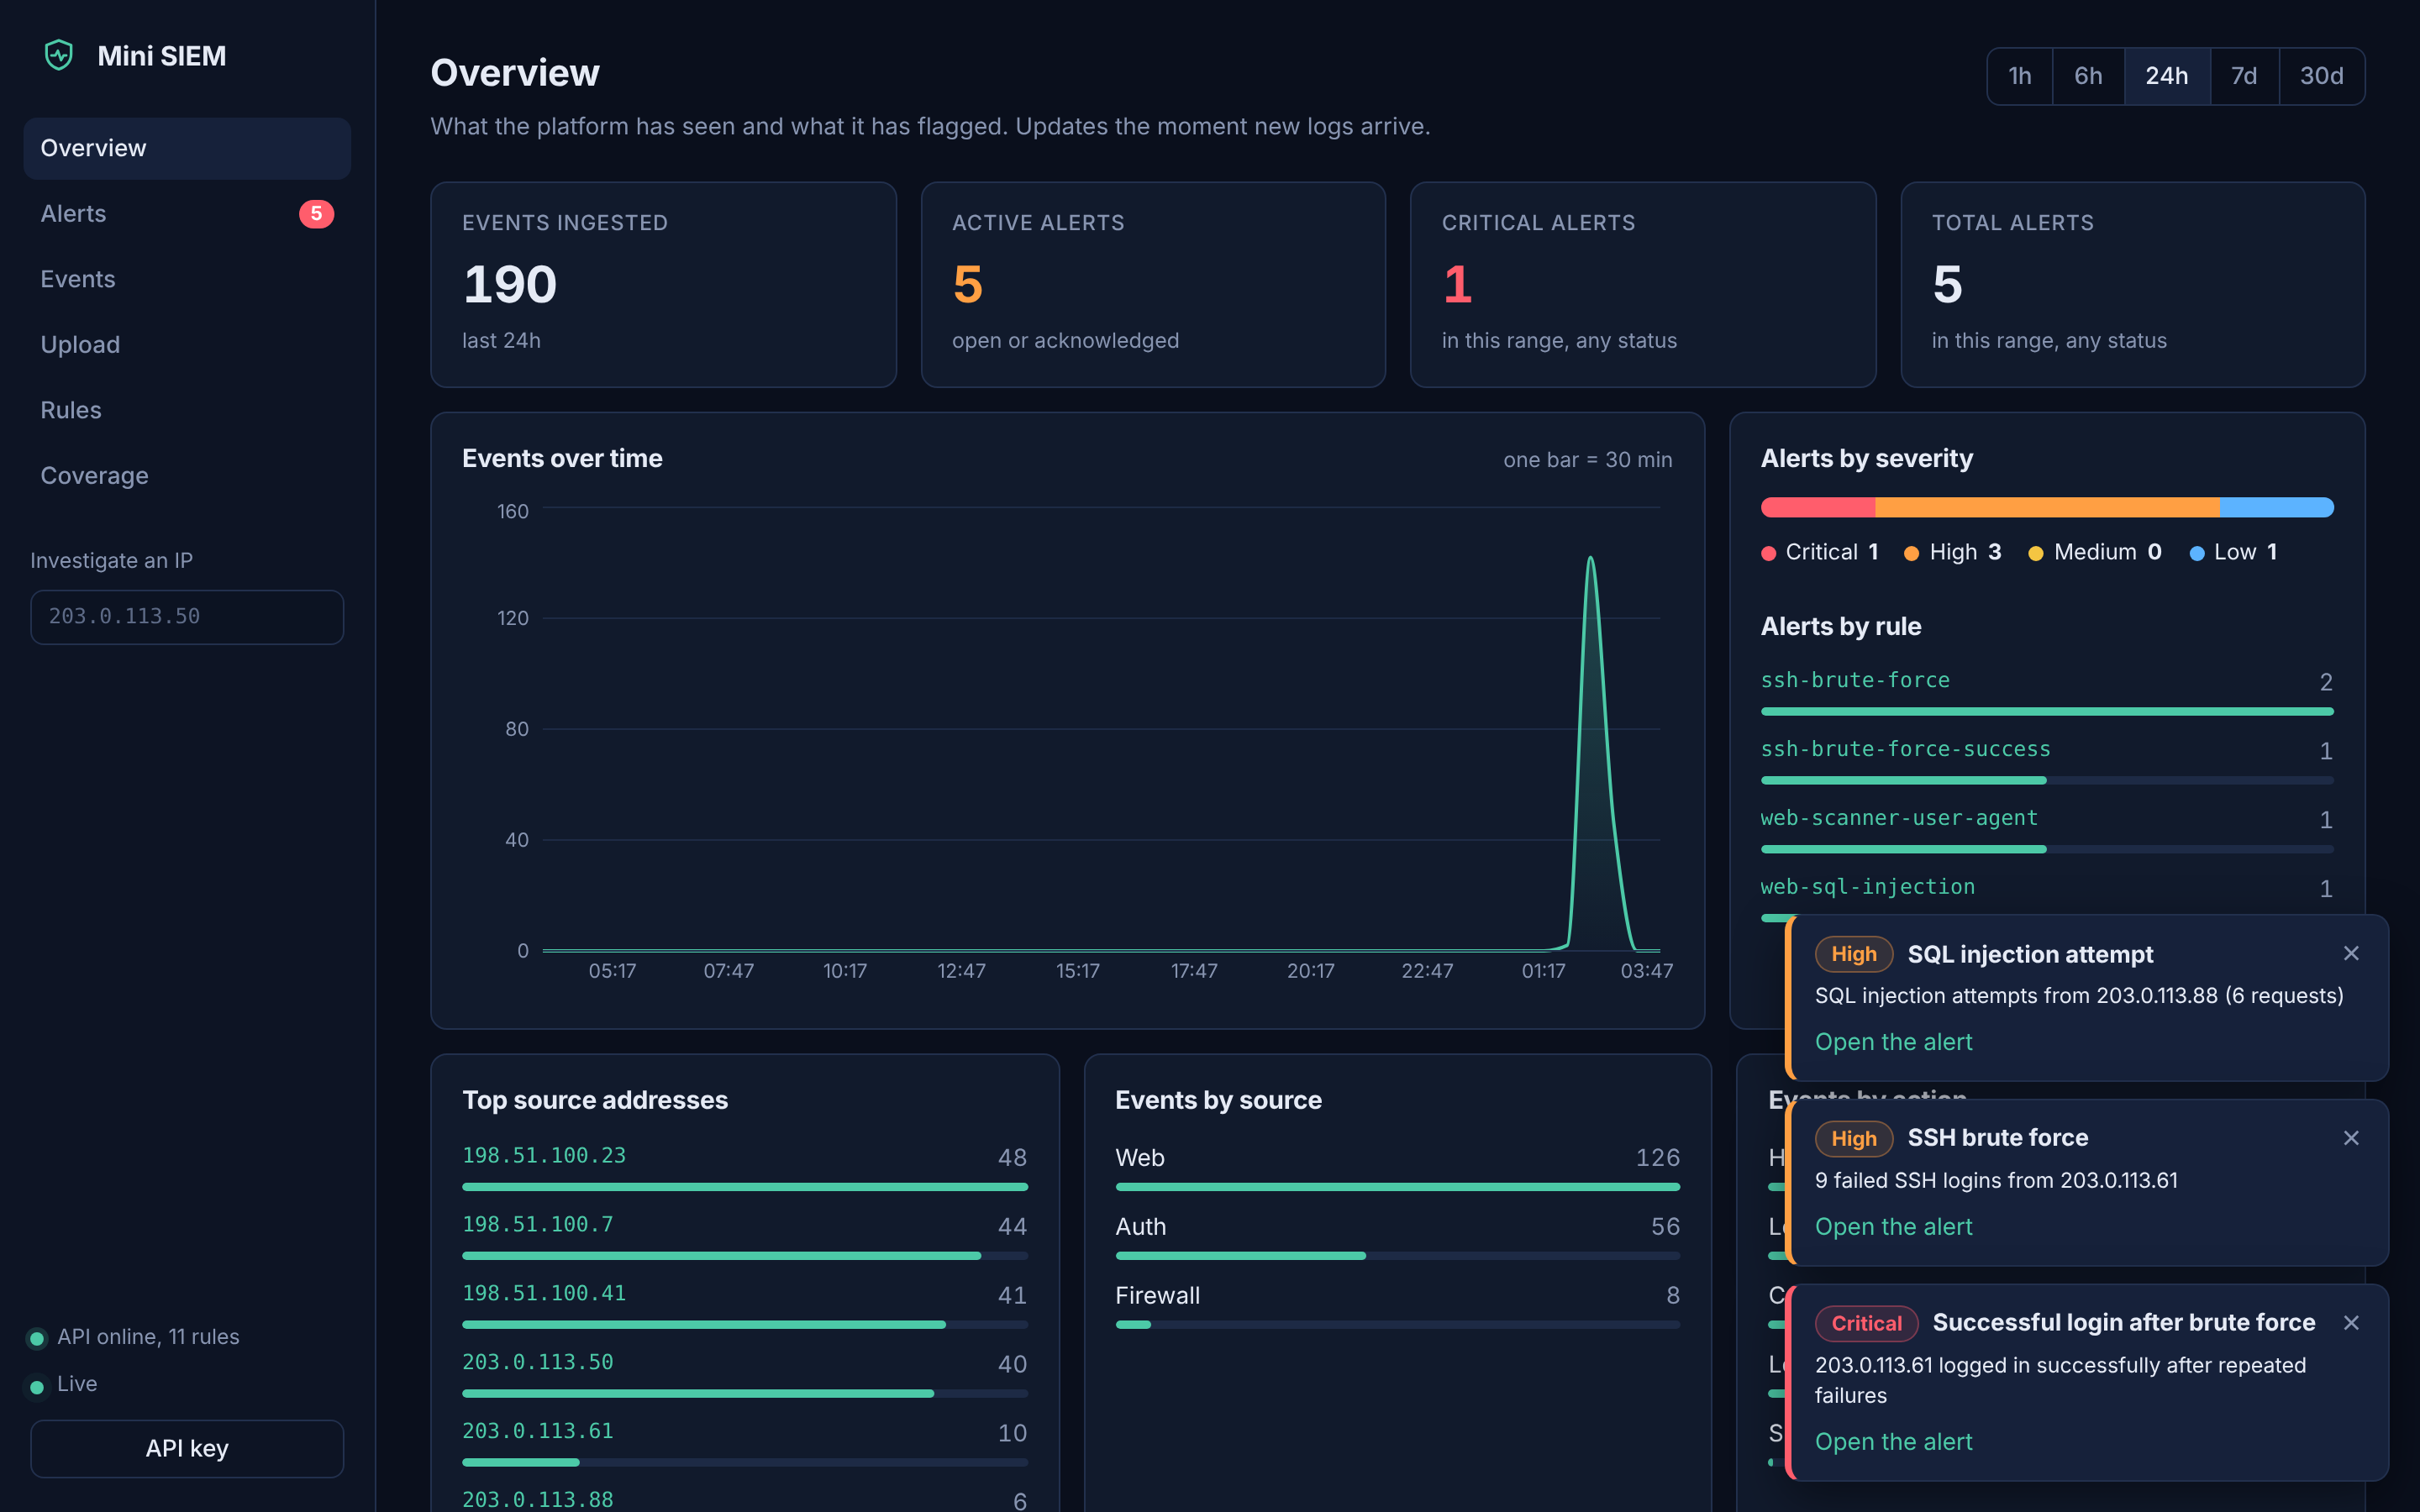 Mini SIEM
Overview
Alerts 5
Events
Upload
Rules
Coverage
Investigate an IP
203.0.113.50
API online, 11 rules
Live
API key
Overview
What the platform has seen and what it has flagged. Updates the moment new logs arrive.
1h 6h 24h 7d 30d
EVENTS INGESTED
190
last 24h
ACTIVE ALERTS
5
open or acknowledged
CRITICAL ALERTS
1
in this range, any status
TOTAL ALERTS
5
in this range, any status
Events over time
one bar = 30 min
160
120
80
40
0
05:17 07:47 10:17 12:47 15:17 17:47 20:17 22:47 01:17 03:47
Alerts by severity
Critical 1 High 3 Medium 0 Low 1
Alerts by rule
ssh-brute-force 2
ssh-brute-force-success 1
web-scanner-user-agent 1
web-sql-injection 1
Top source addresses
198.51.100.23 48
198.51.100.7 44
198.51.100.41 41
203.0.113.50 40
203.0.113.61 10
203.0.113.88 6
Events by source
Web 126
Auth 56
Firewall 8
Events by action
High SQL injection attempt
SQL injection attempts from 203.0.113.88 (6 requests)
Open the alert
High SSH brute force
9 failed SSH logins from 203.0.113.61
Open the alert
Critical Successful login after brute force
203.0.113.61 logged in successfully after repeated
failures
Open the alert